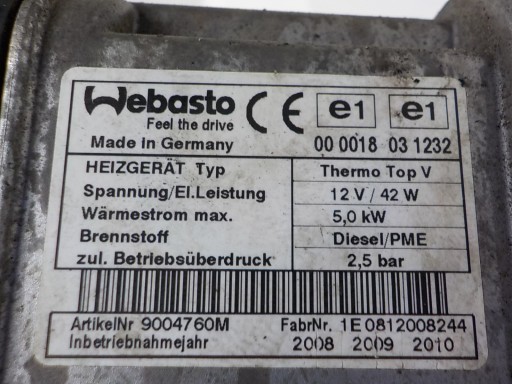 Webasto
Feel the drive
CE e1 e1
Made in Germany 00 0018 03 1232
HEIZGERÄT Typ Thermo Top V
Spannung/El.Leistung 12 V / 42 W
Wärmestrom max. 5,0 kW
Brennstoff Diesel/PME
zul. Betriebsüberdruck 2,5 bar
ArtikelNr 9004760M FabrNr. 1E0812008244
Inbetriebnahmejahr 2008 2009 2010